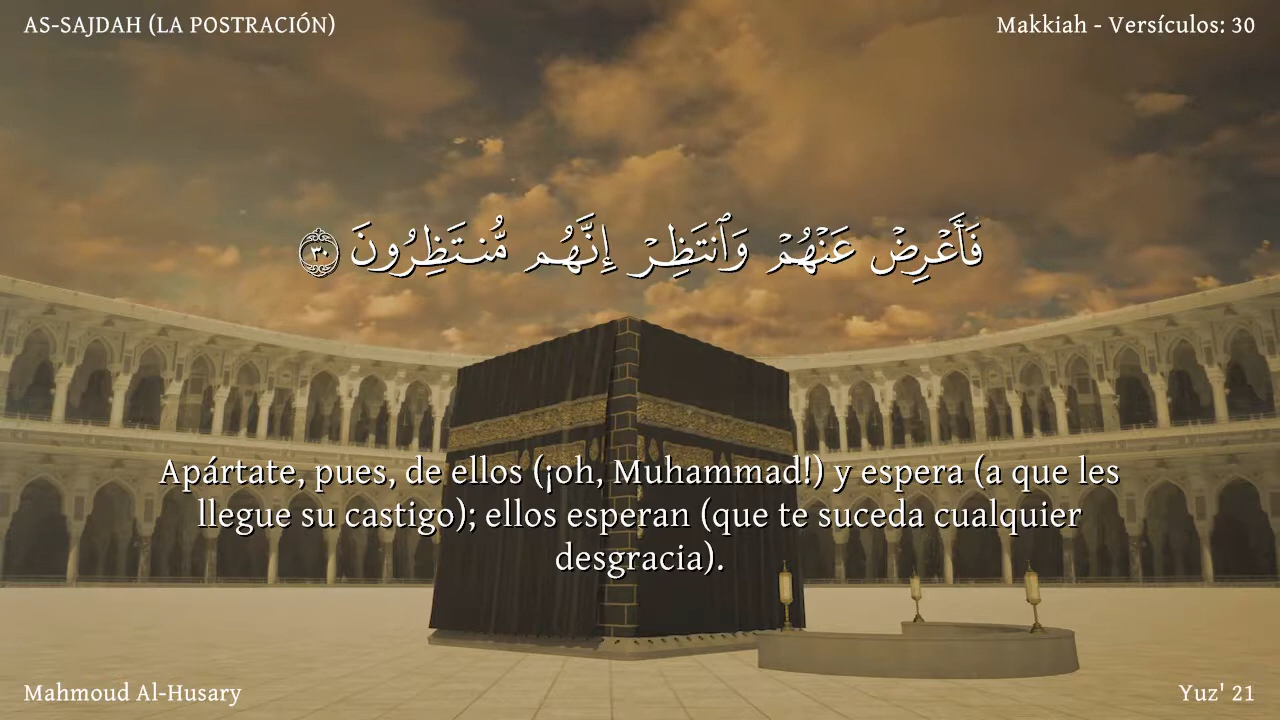 AS-SAJDAH (LA POSTRACIÓN)
Makkiah - Versículos: 30
فَأَعْرِضْ عَنْهُمْ وَٱنتَظِرْ إِنَّهُم مُّنتَظِرُونَ ٣٠
Apártate, pues, de ellos (¡oh, Muhammad!) y espera (a que les
llegue su castigo); ellos esperan (que te suceda cualquier
desgracia).
Mahmoud Al-Husary
Yuz' 21